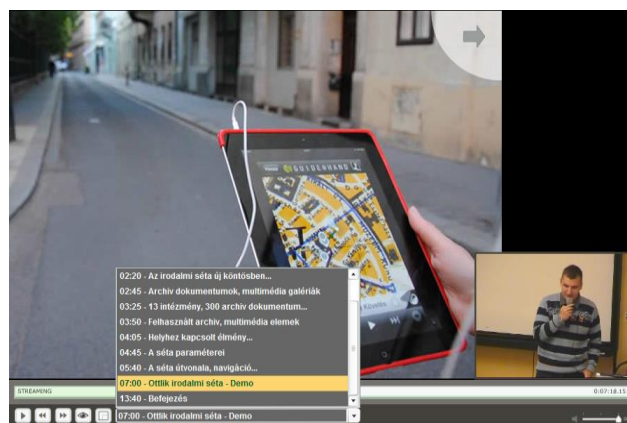 GUIDEHAND
Követés
02:20 - Az irodalmi séta új köntösben...
02:45 - Archív dokumentumok, multimédia galériák
03:25 - 13 intézmény, 300 archív dokumentum...
03:50 - Felhasznált archív, multimédia elemek
04:05 - Helyhez kapcsolt élmény...
04:45 - A séta paraméterei
05:40 - A séta útvonala, navigáció...
07:00 - Ottlik irodalmi séta - Demo
13:40 - Befejezés
STREAMING
0:07:18.15
07:00 - Ottlik irodalmi séta - Demo